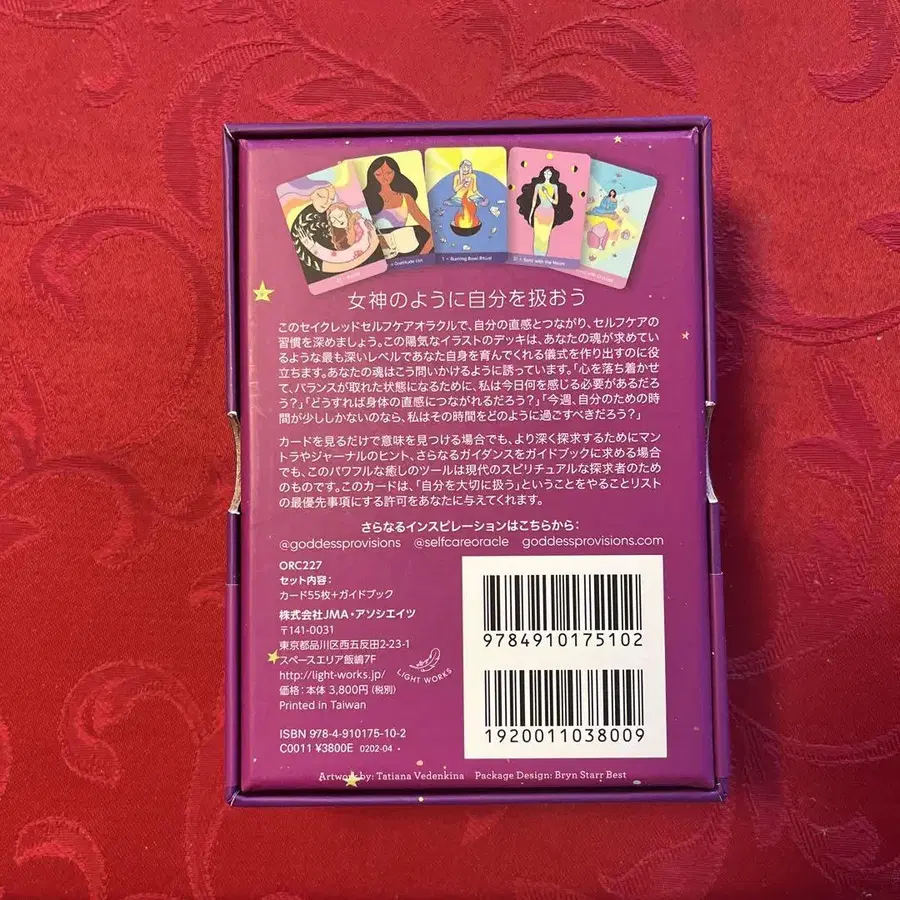 Gratitude List
1 • Burning Bowl Ritual
Sync with the Moon
女神のように自分を扱おう
このセイクレッドセルフケアオラクルで、自分の直感とつながり、セルフケアの
習慣を深めましょう。この陽気なイラストのデッキは、あなたの魂が求めてい
るような最も深いレベルであなた自身を育んでくれる儀式を作り出すのに役
立ちます。あなたの魂はこう問いかけるように誘っています。「心を落ち着かせ
て、バランスが取れた状態になるために、私は今日何を感じる必要があるだろ
う?」「どうすれば身体の直感につながれるだろう?」「今週、自分のための時
間が少ししかないのなら、私はその時間をどのように過ごすべきだろう?」
カードを見るだけで意味を見つける場合でも、より深く探求するためにマン
トラやジャーナルのヒント、さらなるガイダンスをガイドブックに求める場合
でも、このパワフルな癒しのツールは現代のスピリチュアルな探求者のため
のものです。このカードは、「自分を大切に扱う」ということをやることリスト
の最優先事項にする許可をあなたに与えてくれます。
さらなるインスピレーションはこちらから:
@goddessprovisions @selfcareoracle goddessprovisions.com
ORC227
セット内容:
カード55枚+ガイドブック
株式会社JMA・アソシエイツ
〒141-0031
東京都品川区西五反田2-23-1
スペースエリア飯嶋7F
http://light-works.jp/
価格:本体 3,800円(税別)
Printed in Taiwan
LIGHT WORKS
ISBN 978-4-910175-10-2
C0011 ¥3800E 0202-04 •
9784910175102
1920011038009
Artwork by: Tatiana Vedenkina Package Design: Bryn Starr Best